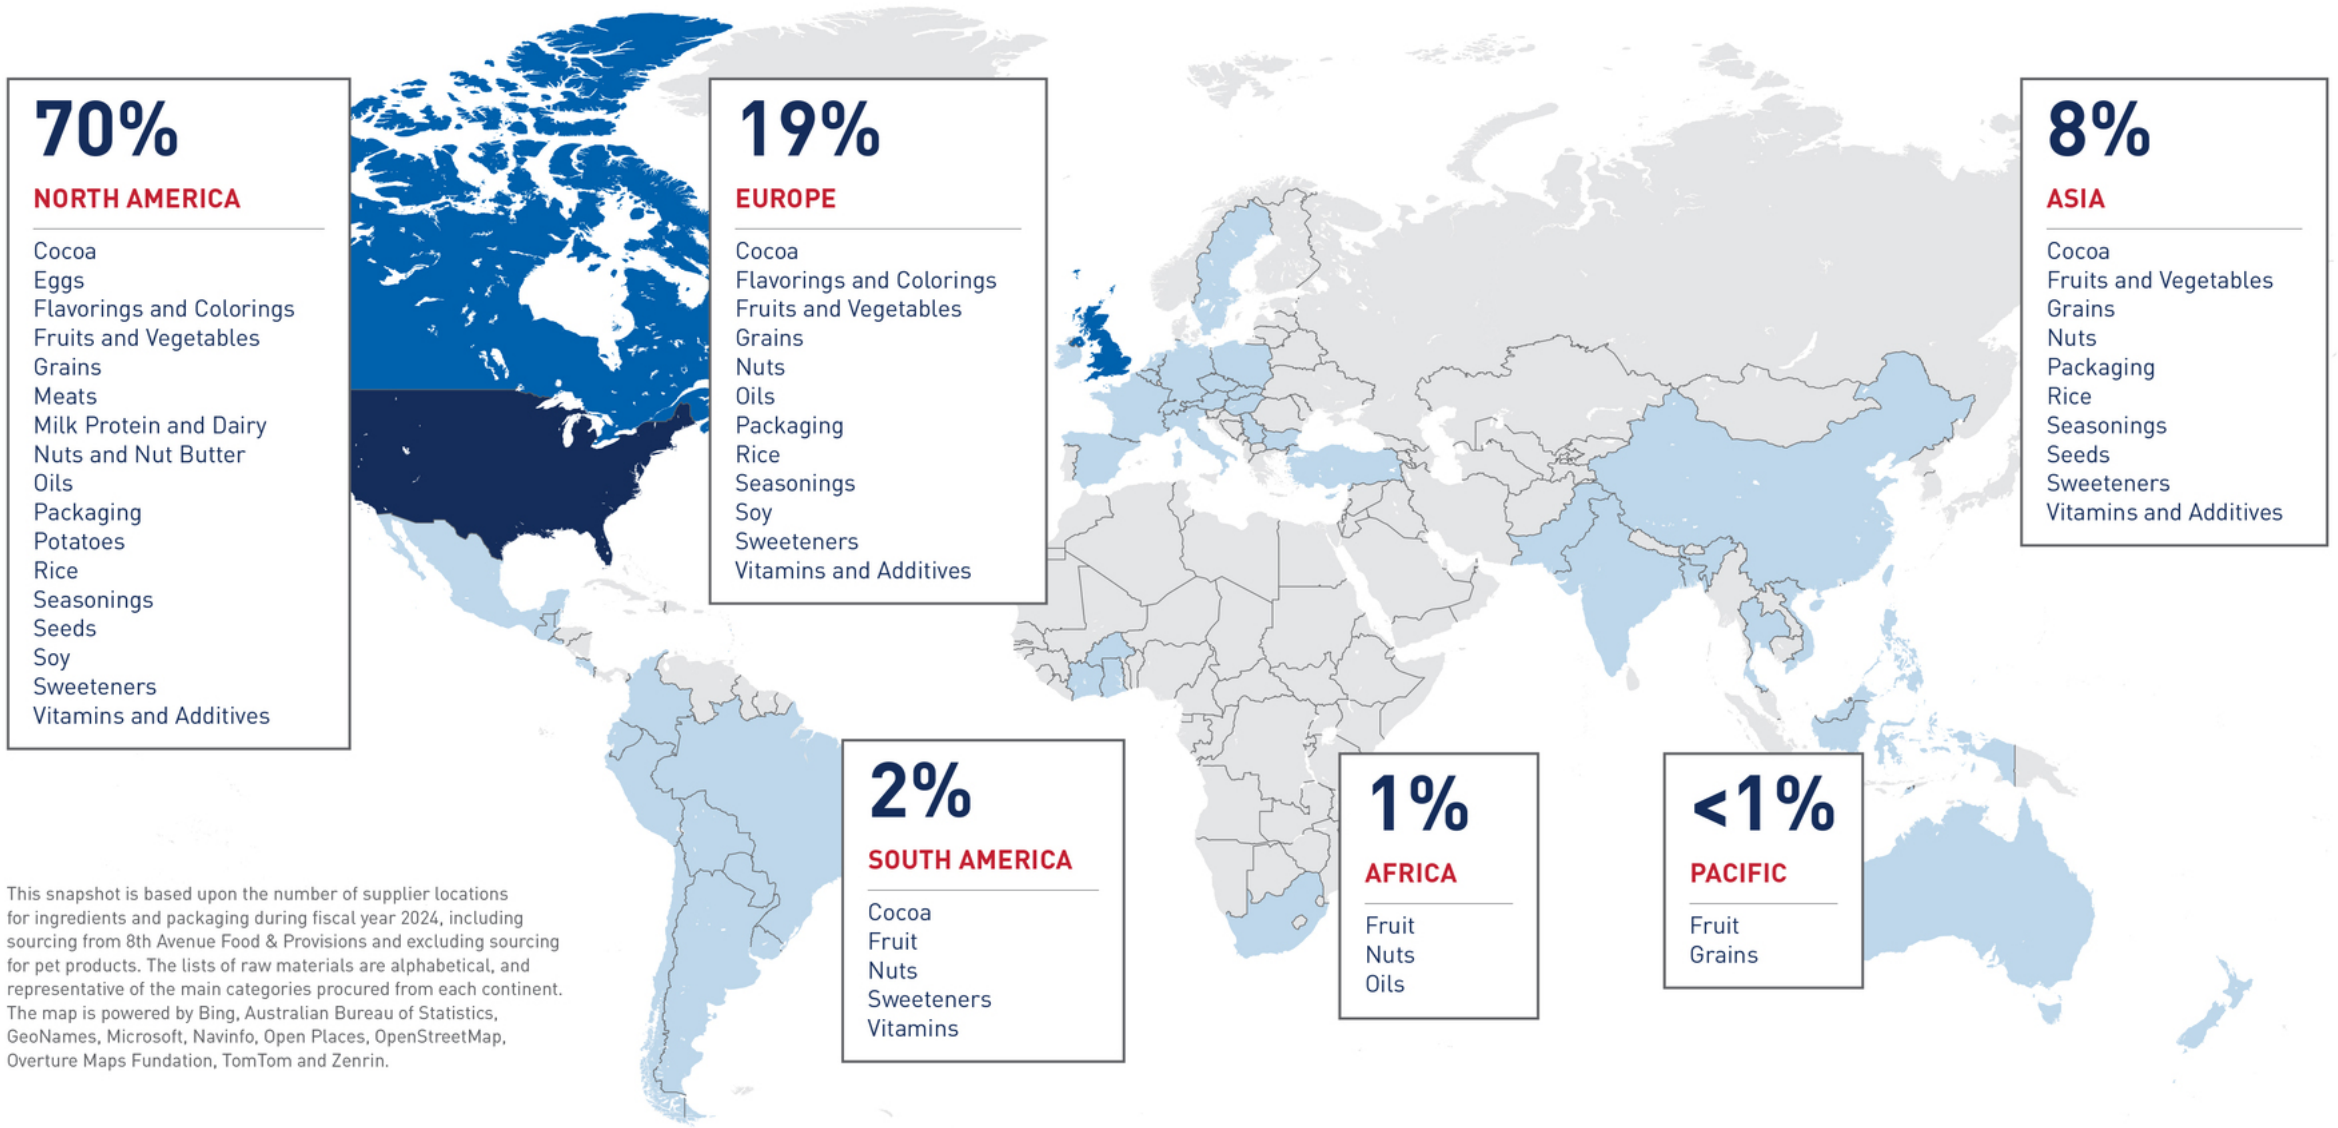 70%
NORTH AMERICA
Cocoa
Eggs
Flavorings and Colorings
Fruits and Vegetables
Grains
Meats
Milk Protein and Dairy
Nuts and Nut Butter
Oils
Packaging
Potatoes
Rice
Seasonings
Seeds
Soy
Sweeteners
Vitamins and Additives
19%
EUROPE
Cocoa
Flavorings and Colorings
Fruits and Vegetables
Grains
Nuts
Oils
Packaging
Rice
Seasonings
Soy
Sweeteners
Vitamins and Additives
8%
ASIA
Cocoa
Fruits and Vegetables
Grains
Nuts
Packaging
Rice
Seasonings
Seeds
Sweeteners
Vitamins and Additives
2%
SOUTH AMERICA
Cocoa
Fruit
Nuts
Sweeteners
Vitamins
1%
AFRICA
Fruit
Nuts
Oils
<1%
PACIFIC
Fruit
Grains
This snapshot is based upon the number of supplier locations
for ingredients and packaging during fiscal year 2024, including
sourcing from 8th Avenue Food & Provisions and excluding sourcing
for pet products. The lists of raw materials are alphabetical, and
representative of the main categories procured from each continent.
The map is powered by Bing, Australian Bureau of Statistics,
GeoNames, Microsoft, Navinfo, Open Places, OpenStreetMap,
Overture Maps Fundation, TomTom and Zenrin.